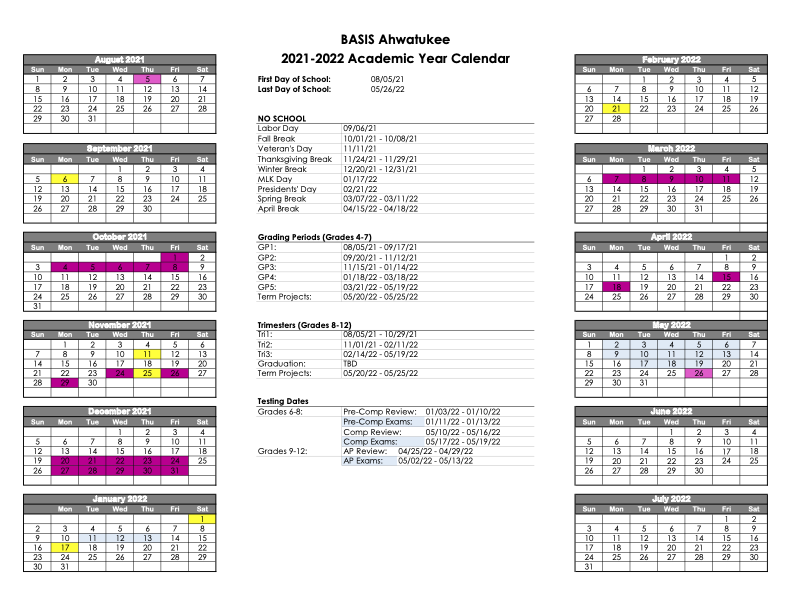 BASIS Ahwatukee
2021-2022 Academic Year Calendar
August 2021
Sun Mon Tue Wed Thu Fri Sat
1 2 3 4 5 6 7
8 9 10 11 12 13 14
15 16 17 18 19 20 21
22 23 24 25 26 27 28
29 30 31
September 2021
Sun Mon Tue Wed Thu Fri Sat
1 2 3 4
5 6 7 8 9 10 11
12 13 14 15 16 17 18
19 20 21 22 23 24 25
26 27 28 29 30
October 2021
Sun Mon Tue Wed Thu Fri Sat
1 2
3 4 5 6 7 8 9
10 11 12 13 14 15 16
17 18 19 20 21 22 23
24 25 26 27 28 29 30
31
November 2021
Sun Mon Tue Wed Thu Fri Sat
1 2 3 4 5 6
7 8 9 10 11 12 13
14 15 16 17 18 19 20
21 22 23 24 25 26 27
28 29 30
December 2021
Sun Mon Tue Wed Thu Fri Sat
1 2 3 4
5 6 7 8 9 10 11
12 13 14 15 16 17 18
19 20 21 22 23 24 25
26 27 28 29 30 31
January 2022
Sun Mon Tue Wed Thu Fri Sat
1
2 3 4 5 6 7 8
9 10 11 12 13 14 15
16 17 18 19 20 21 22
23 24 25 26 27 28 29
30 31
First Day of School: 08/05/21
Last Day of School: 05/26/22
NO SCHOOL
Labor Day 09/06/21
Fall Break 10/01/21 - 10/08/21
Veteran's Day 11/11/21
Thanksgiving Break 11/24/21 - 11/29/21
Winter Break 12/20/21 - 12/31/21
MLK Day 01/17/22
Presidents' Day 02/21/22
Spring Break 03/07/22 - 03/11/22
April Break 04/15/22 - 04/18/22
Grading Periods (Grades 4-7)
GP1: 08/05/21 - 09/17/21
GP2: 09/20/21 - 11/12/21
GP3: 11/15/21 - 01/14/22
GP4: 01/18/22 - 03/18/22
GP5: 03/21/22 - 05/19/22
Term Projects: 05/20/22 - 05/25/22
Trimesters (Grades 8-12)
Tri1: 08/05/21 - 10/29/21
Tri2: 11/01/21 - 02/11/22
Tri3: 02/14/22 - 05/19/22
Graduation: TBD
Term Projects: 05/20/22 - 05/25/22
Testing Dates
Grades 6-8: Pre-Comp Review: 01/03/22 - 01/10/22
Pre-Comp Exams: 01/11/22 - 01/13/22
Comp Review: 05/10/22 - 05/16/22
Comp Exams: 05/17/22 - 05/19/22
Grades 9-12: AP Review: 04/25/22 - 04/29/22
AP Exams: 05/02/22 - 05/13/22
February 2022
Sun Mon Tue Wed Thu Fri Sat
1 2 3 4 5
6 7 8 9 10 11 12
13 14 15 16 17 18 19
20 21 22 23 24 25 26
27 28
March 2022
Sun Mon Tue Wed Thu Fri Sat
1 2 3 4 5
6 7 8 9 10 11 12
13 14 15 16 17 18 19
20 21 22 23 24 25 26
27 28 29 30 31
April 2022
Sun Mon Tue Wed Thu Fri Sat
1 2
3 4 5 6 7 8 9
10 11 12 13 14 15 16
17 18 19 20 21 22 23
24 25 26 27 28 29 30
May 2022
Sun Mon Tue Wed Thu Fri Sat
1 2 3 4 5 6 7
8 9 10 11 12 13 14
15 16 17 18 19 20 21
22 23 24 25 26 27 28
29 30 31
June 2022
Sun Mon Tue Wed Thu Fri Sat
1 2 3 4
5 6 7 8 9 10 11
12 13 14 15 16 17 18
19 20 21 22 23 24 25
26 27 28 29 30
July 2022
Sun Mon Tue Wed Thu Fri Sat
1 2
3 4 5 6 7 8 9
10 11 12 13 14 15 16
17 18 19 20 21 22 23
24 25 26 27 28 29 30
31